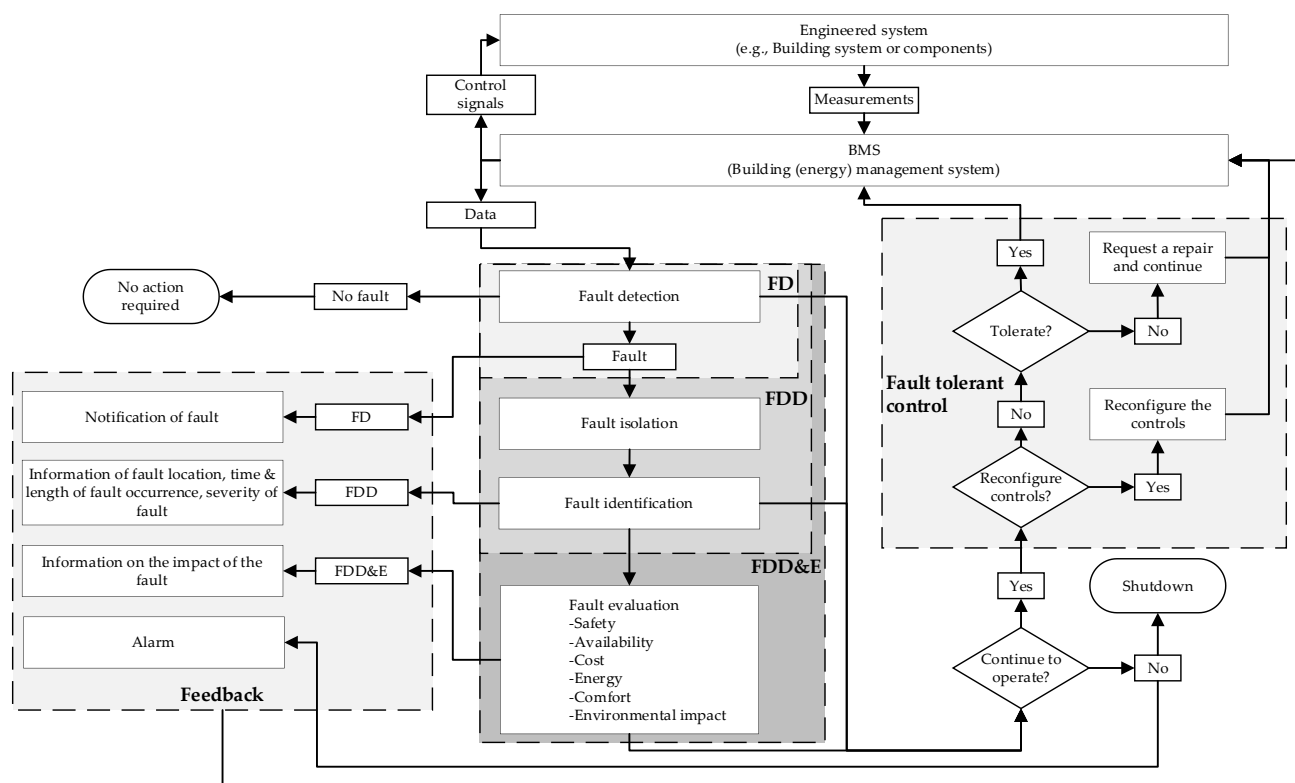 Engineered system
(e.g., Building system or components)
Control
signals
Measurements
BMS
(Building (energy) management system)
Data
Yes
Request a repair
and continue
No action
required
No fault
Fault detection
FD
Tolerate?
No
Fault
Fault tolerant
control
Notification of fault
FD
FDD
Fault isolation
No
Reconfigure the
controls
Information of fault location, time &
length of fault occurrence, severity of
fault
FDD
Fault identification
Reconfigure
controls?
Yes
Information on the impact of the
fault
FDD&E
FDD&E
Yes
Shutdown
Fault evaluation
-Safety
-Availability
-Cost
-Energy
-Comfort
-Environmental impact
Alarm
Continue to
operate?
No
Feedback